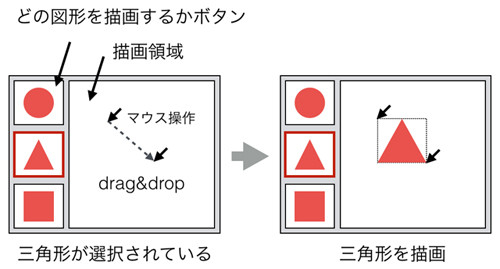 どの図形を描画するかボタン
描画領域
マウス操作
drag&drop
三角形が選択されている
三角形を描画